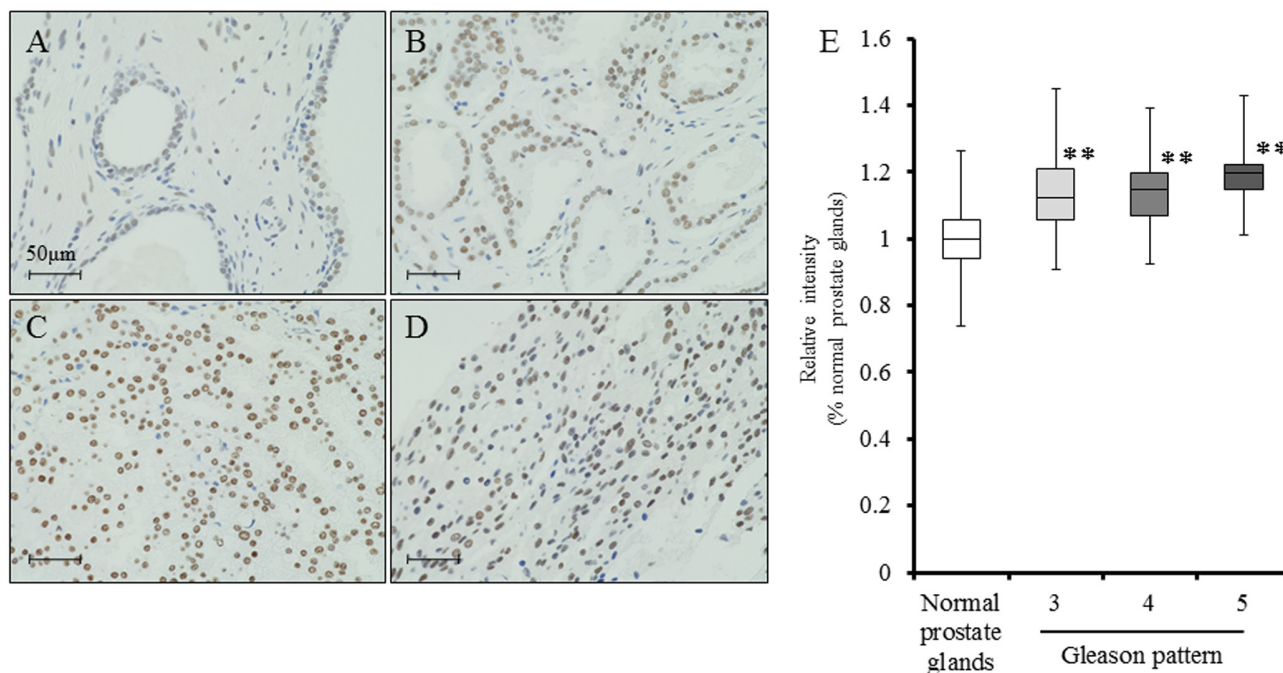 A
B
50µm
C
D
E
1.6
1.4
1.2
1
0.8
0.6
0.4
0.2
0
Relative intensity
(% normal prostate glands)
**
**
**
Normal
prostate
glands
3
4
5
Gleason pattern